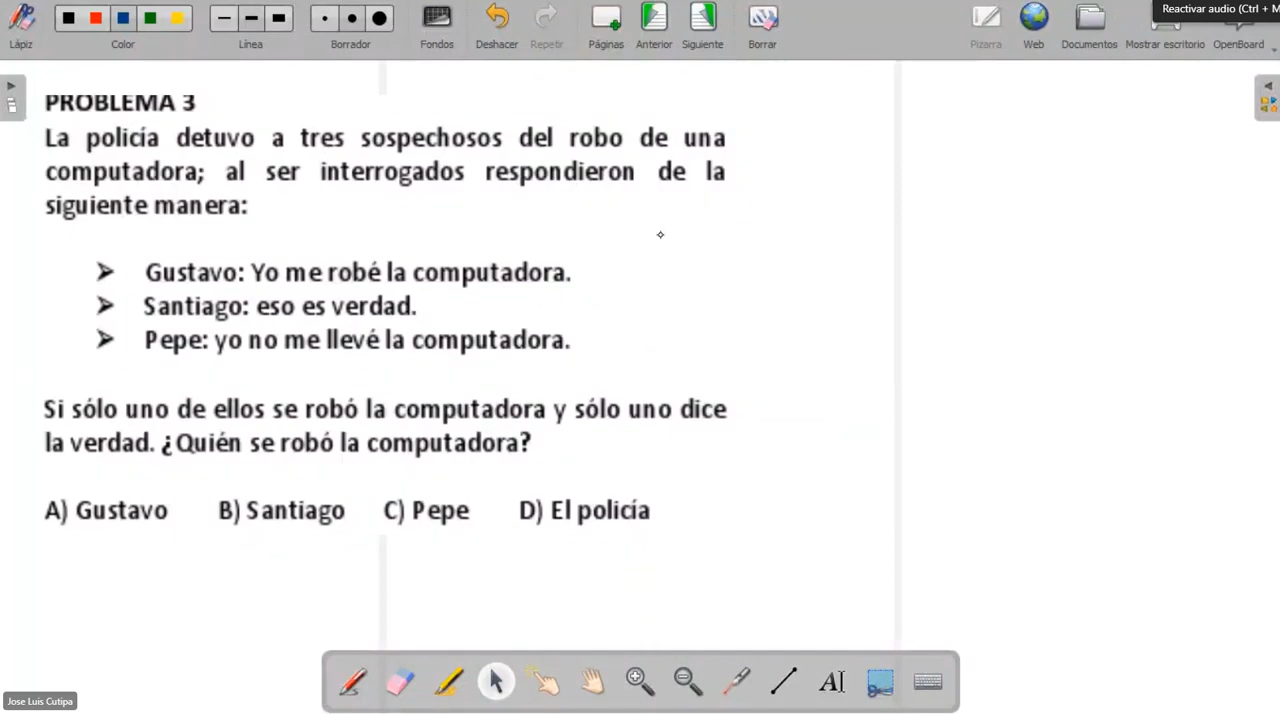 Reactivar audio (Ctrl + M
Lápiz
Color
Línea
Borrador
Fondos
Deshacer
Repetir
Páginas
Anterior
Siguiente
Borrar
Pizarra
Web
Documentos
Mostrar escritorio
OpenBoard
PROBLEMA 3
La policía detuvo a tres sospechosos del robo de una
computadora; al ser interrogados respondieron de la
siguiente manera:
➤ Gustavo: Yo me robé la computadora.
➤ Santiago: eso es verdad.
➤ Pepe: yo no me llevé la computadora.
Si sólo uno de ellos se robó la computadora y sólo uno dice
la verdad. ¿Quién se robó la computadora?
A) Gustavo B) Santiago C) Pepe D) El policía
AI
Jose Luis Cutipa